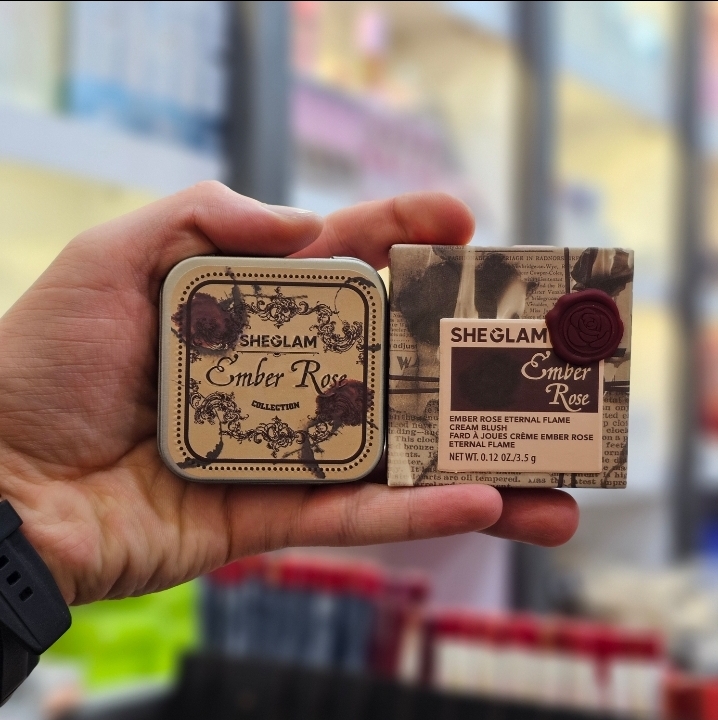 SHEGLAM
Ember Rose
COLLECTION
SHEGLAM
Ember
Rose
EMBER ROSE ETERNAL FLAME
CREAM BLUSH
FARD À JOUES CRÈME EMBER ROSE
ETERNAL FLAME
NET WT. 0.12 OZ./3.5 g